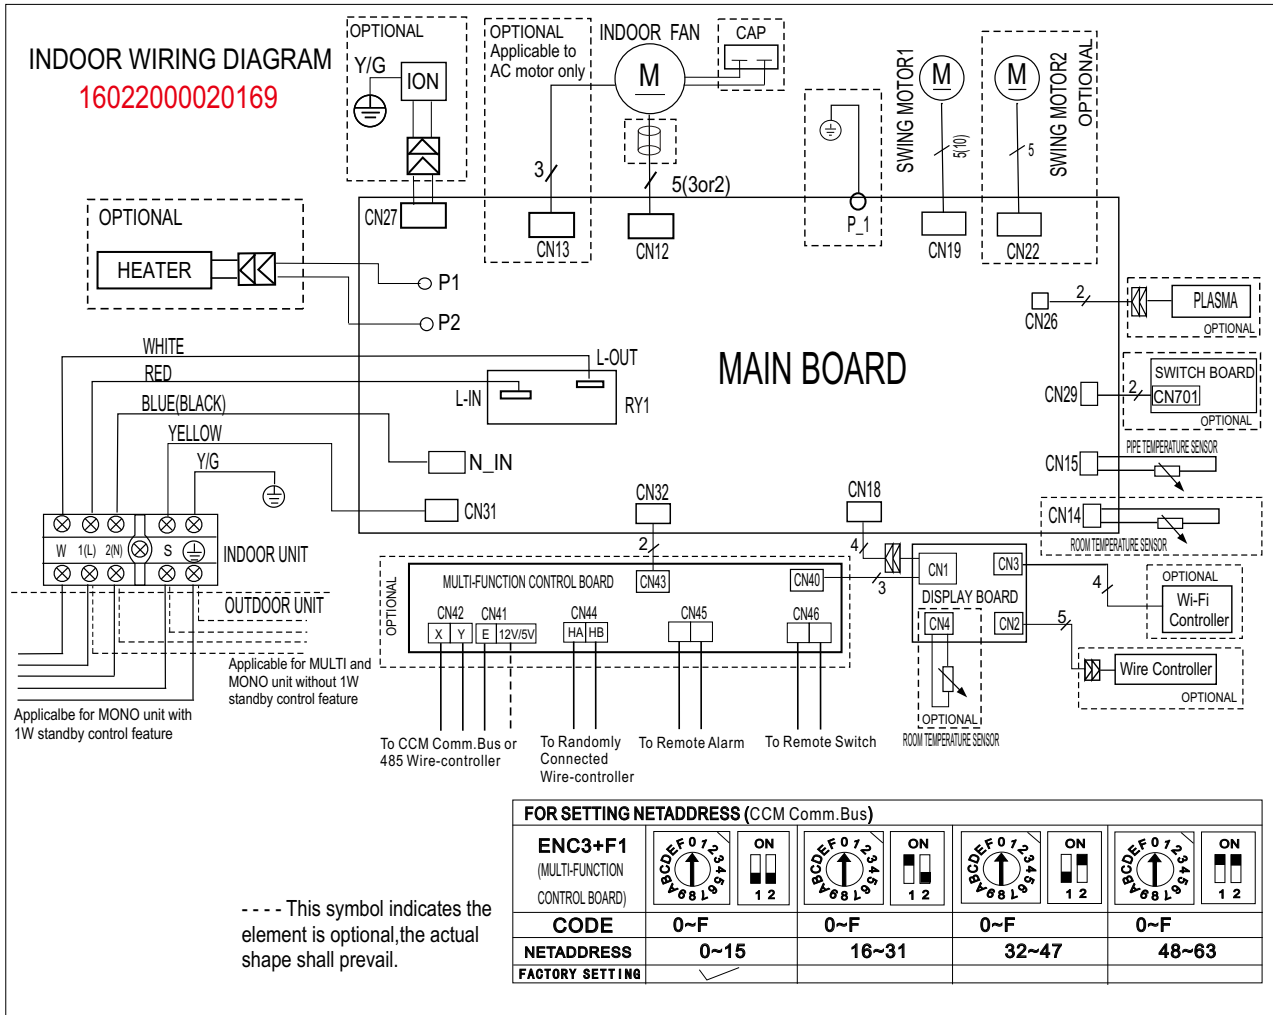 INDOOR WIRING DIAGRAM
16022000020169
OPTIONAL
Y/G
ION
CN27
OPTIONAL
Applicable to
AC motor only
3
CN13
INDOOR FAN
M
CAP
5(3or2)
CN12
P_1
SWING MOTOR1
M
5(10)
CN19
M
5
SWING MOTOR2
OPTIONAL
CN22
OPTIONAL
HEATER
P1
P2
CN26
2
PLASMA
OPTIONAL
WHITE
RED
BLUE(BLACK)
YELLOW
Y/G
L-OUT
L-IN
RY1
MAIN BOARD
CN29
2
SWITCH BOARD
CN701
OPTIONAL
N_IN
CN31
CN15
PIPE TEMPERATURE SENSOR
CN14
ROOM TEMPERATURE SENSOR
CN32
2
CN18
4
W
1(L)
2(N)
S
INDOOR UNIT
OUTDOOR UNIT
Applicable for MULTI and
MONO unit without 1W
standby control feature
Applicalbe for MONO unit with
1W standby control feature
OPTIONAL
MULTI-FUNCTION CONTROL BOARD
CN43
CN40
3
CN42
X Y
CN41
E 12V/5V
CN44
HA HB
CN45
CN46
To CCM Comm.Bus or
485 Wire-controller
To Randomly
Connected
Wire-controller
To Remote Alarm
To Remote Switch
CN1
CN3
DISPLAY BOARD
CN4
CN2
OPTIONAL
ROOM TEMPERATURE SENSOR
4
OPTIONAL
Wi-Fi
Controller
5
Wire Controller
OPTIONAL
FOR SETTING NETADDRESS (CCM Comm.Bus)
ENC3+F1
(MULTI-FUNCTION
CONTROL BOARD)
0123456789ABCDEF
ON
1 2
0123456789ABCDEF
ON
1 2
0123456789ABCDEF
ON
1 2
0123456789ABCDEF
ON
1 2
CODE 0~F 0~F 0~F 0~F
NETADDRESS 0~15 16~31 32~47 48~63
FACTORY SETTING
- - - - This symbol indicates the
element is optional,the actual
shape shall prevail.